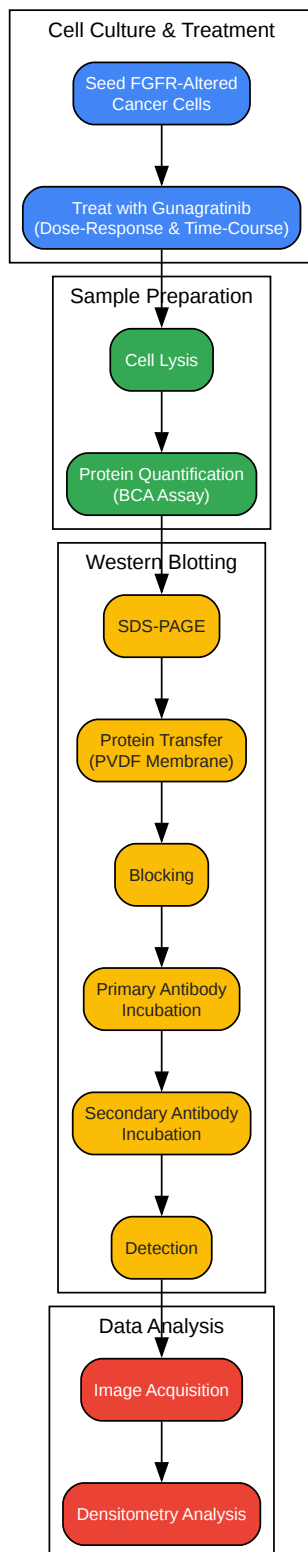 Cell Culture & Treatment
Seed FGFR-Altered
Cancer Cells
Treat with Gunagratinib
(Dose-Response & Time-Course)
Sample Preparation
Cell Lysis
Protein Quantification
(BCA Assay)
Western Blotting
SDS-PAGE
Protein Transfer
(PVDF Membrane)
Blocking
Primary Antibody
Incubation
Secondary Antibody
Incubation
Detection
Data Analysis
Image Acquisition
Densitometry Analysis